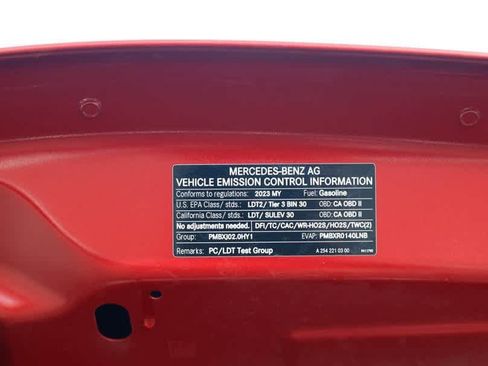 MERCEDES-BENZ AG
VEHICLE EMISSION CONTROL INFORMATION
Conforms to regulations: 2023 MY Fuel: Gasoline
U.S. EPA Class/ stds.: LDT2/ Tier 3 BIN 30 OBD: CA OBD II
California Class/ stds.: LDT/ SULEV 30 OBD: CA OBD II
No adjustments needed. DFI/TC/CAC/WR-HO2S/HO2S/TWC(2)
Group: PMBXJ02.0HY1 EVAP: PMBXR0140LNB
Remarks: PC/LDT Test Group A 254 221 03 00